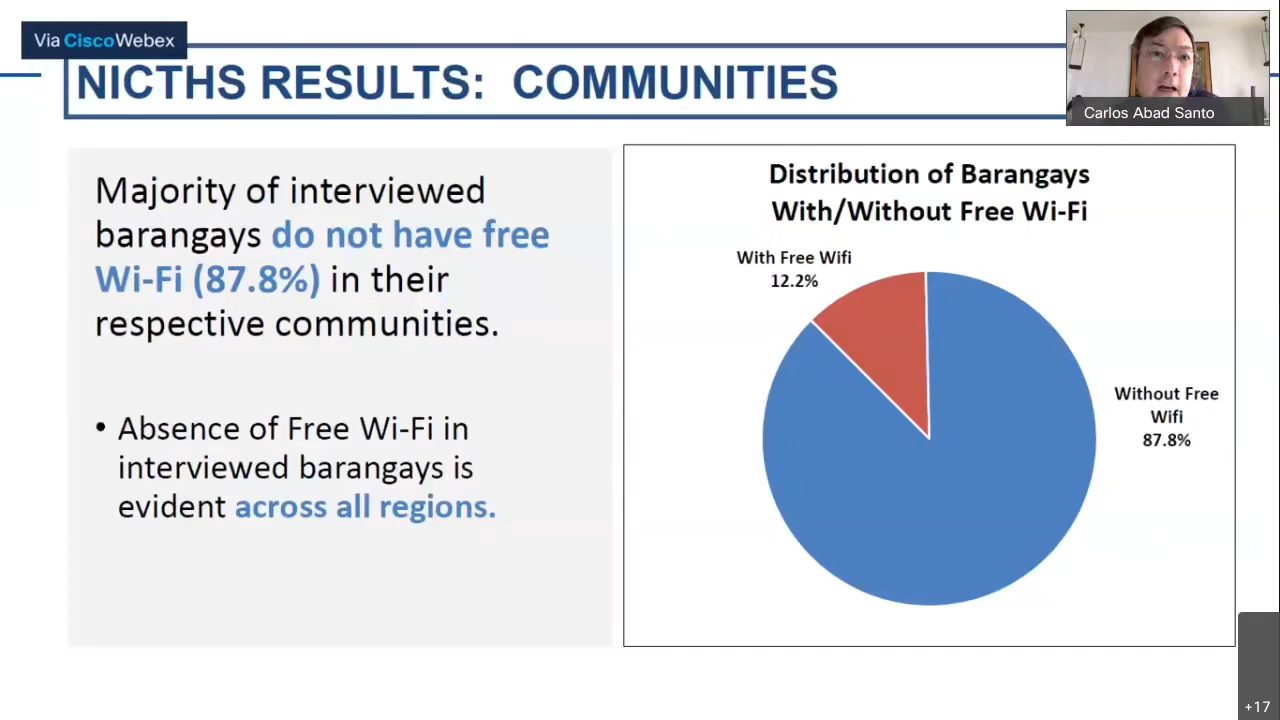 Via CiscoWebex
NICTHS RESULTS: COMMUNITIES
Carlos Abad Santo
Majority of interviewed
barangays do not have free
Wi-Fi (87.8%) in their
respective communities.
• Absence of Free Wi-Fi in
interviewed barangays is
evident across all regions.
Distribution of Barangays
With/Without Free Wi-Fi
With Free Wifi
12.2%
Without Free
Wifi
87.8%
+17